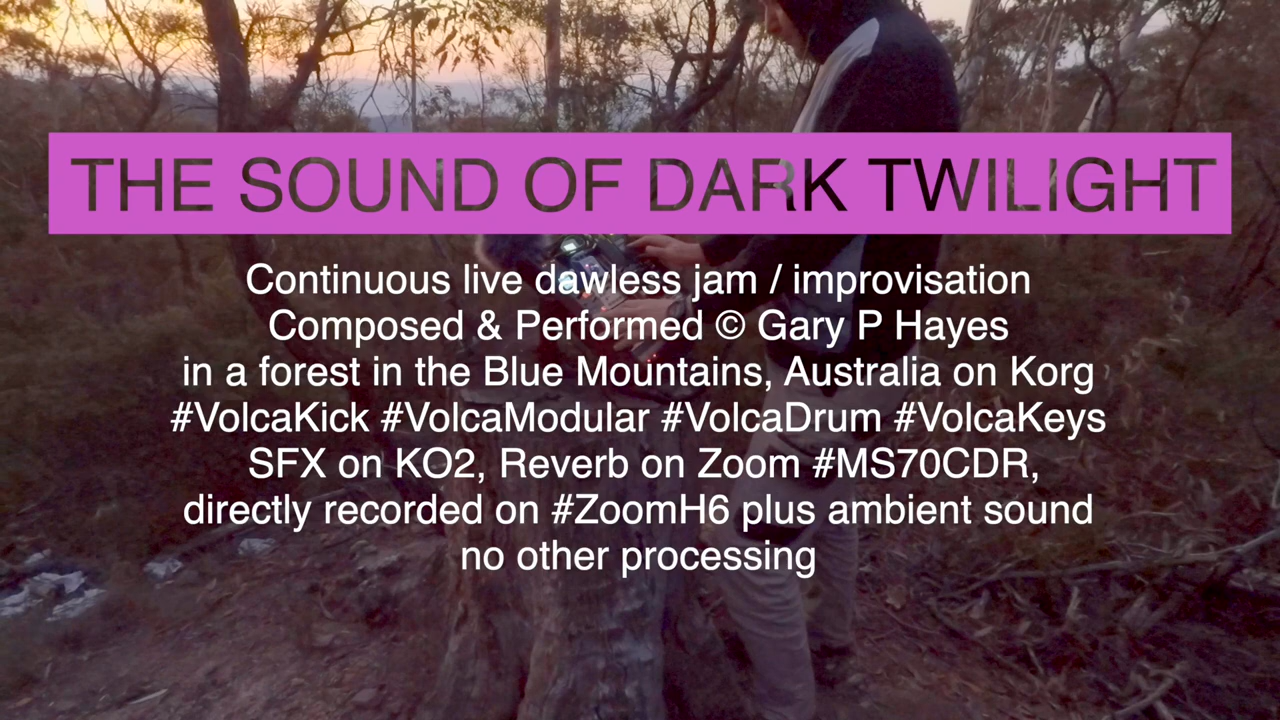 THE SOUND OF DARK TWILIGHT
Continuous live dawless jam / improvisation
Composed & Performed © Gary P Hayes
in a forest in the Blue Mountains, Australia on Korg
#VolcaKick #VolcaModular #VolcaDrum #VolcaKeys
SFX on KO2, Reverb on Zoom #MS70CDR,
directly recorded on #ZoomH6 plus ambient sound
no other processing